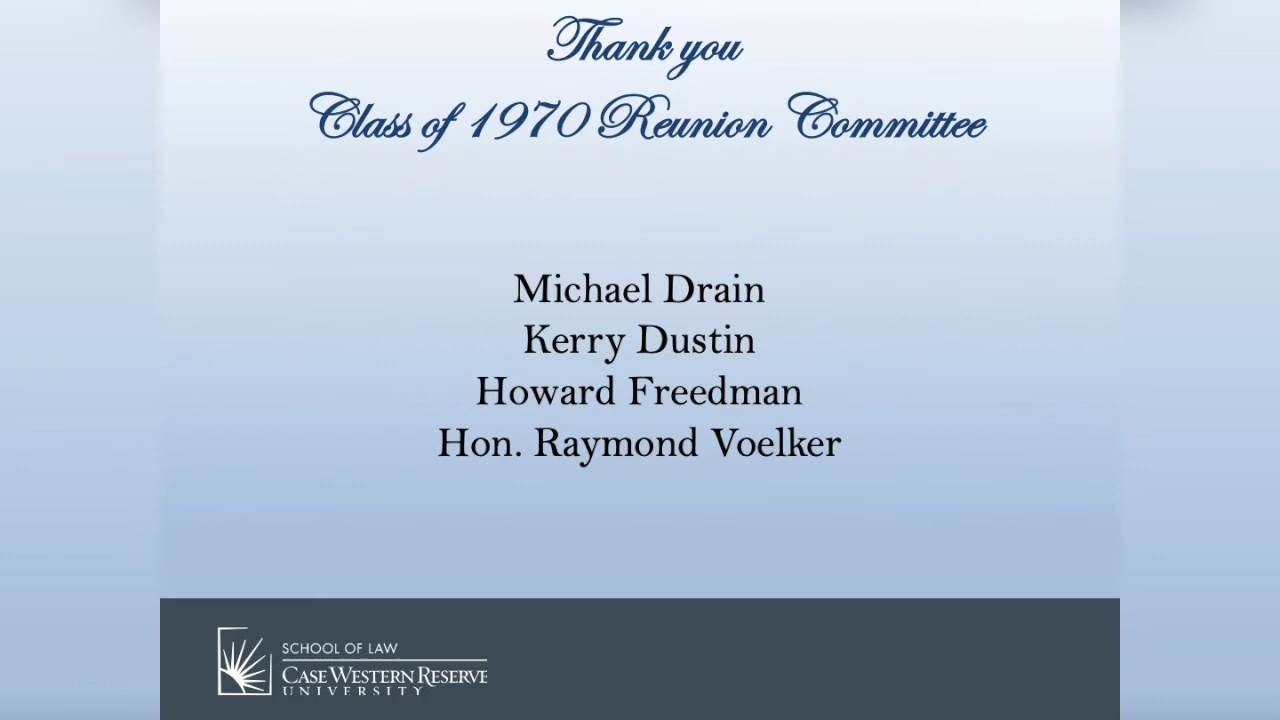 Thank you
Class of 1970 Reunion Committee
Michael Drain
Kerry Dustin
Howard Freedman
Hon. Raymond Voelker
SCHOOL OF LAW
CASE WESTERN RESERVE
UNIVERSITY